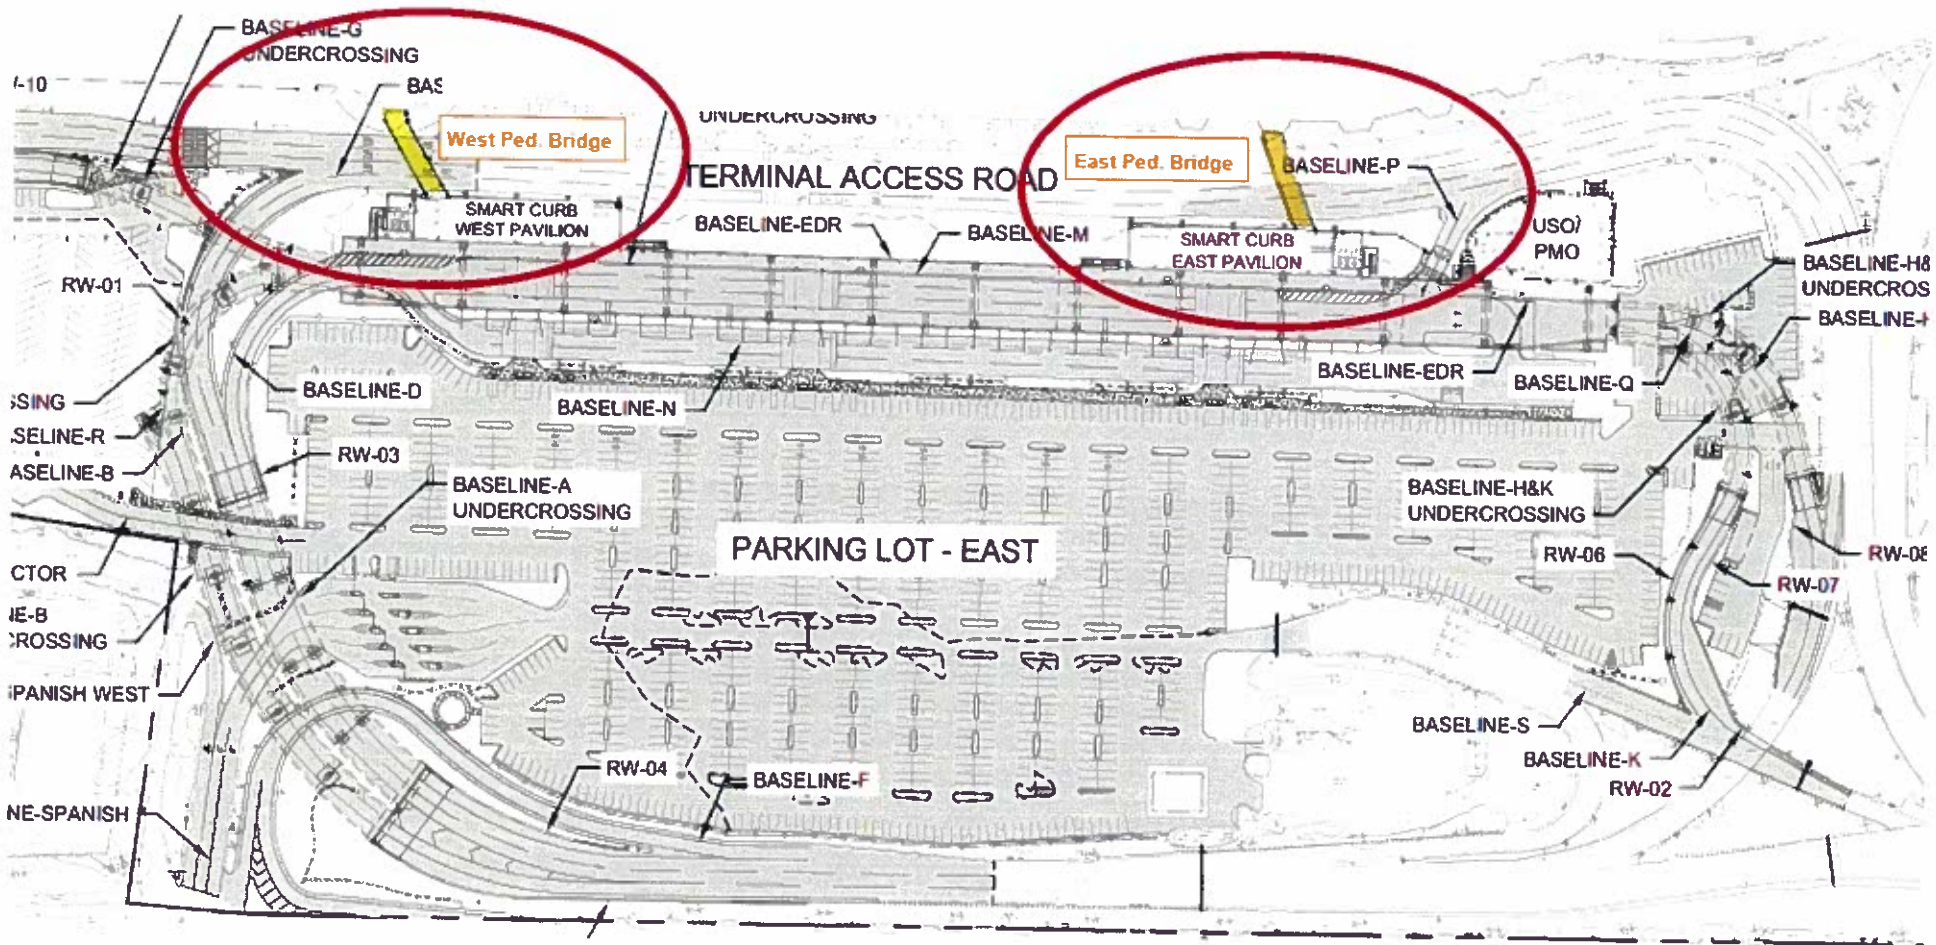 BASELINE-G
UNDERCROSSING
/-10
BAS
West Ped. Bridge
UNDERCROSSING
TERMINAL ACCESS ROAD
East Ped. Bridge
BASELINE-P
SMART CURB
WEST PAVILION
BASELINE-EDR
BASELINE-M
SMART CURB
EAST PAVILION
USO/
PMO
BASELINE-H&
UNDERCROS
RW-01
BASELINE-
BASELINE-EDR
BASELINE-Q
BASELINE-D
BASELINE-N
SSING
SELINE-R
ASELINE-B
RW-03
BASELINE-A
UNDERCROSSING
BASELINE-H&K
UNDERCROSSING
PARKING LOT - EAST
RW-06
RW-08
RW-07
CTOR
NE-B
CROSSING
PANISH WEST
BASELINE-S
BASELINE-K
RW-02
RW-04
BASELINE-F
NE-SPANISH